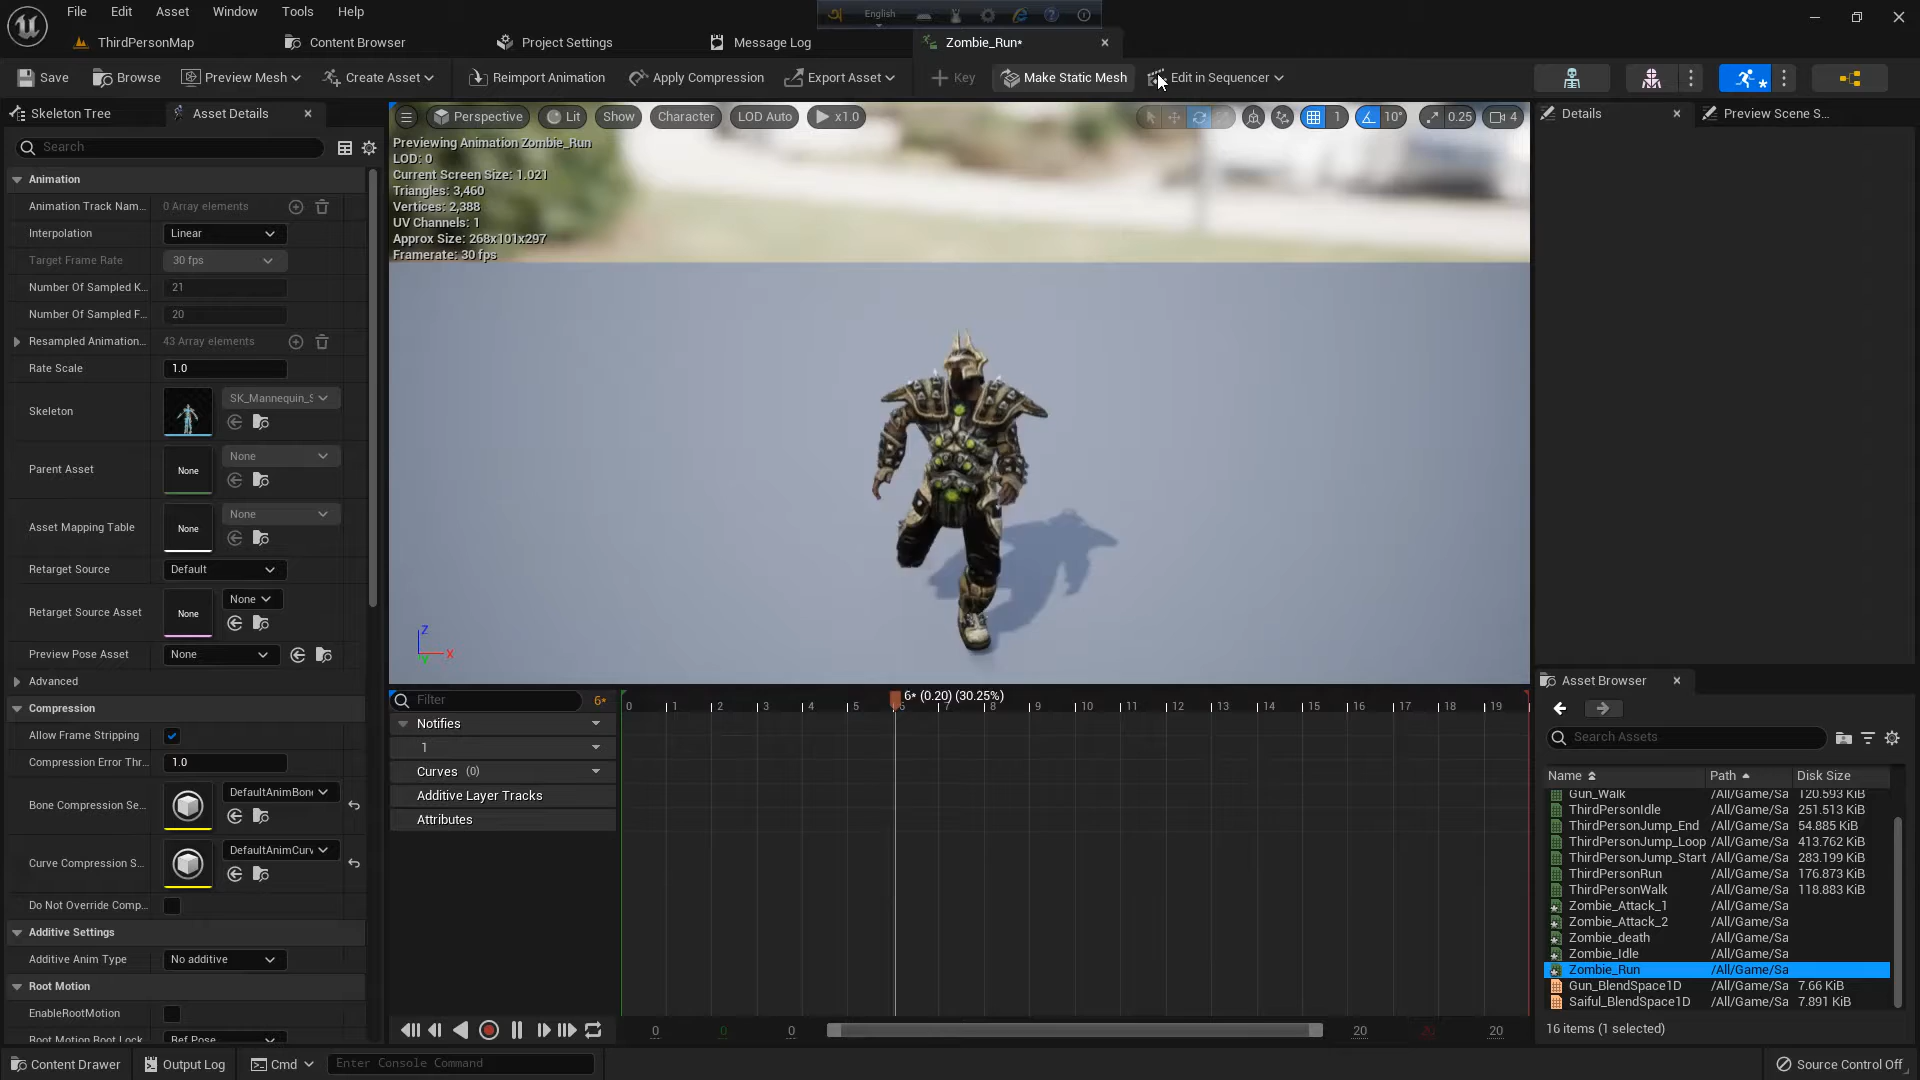 File Edit Asset Window Tools Help
English
ThirdPersonMap Content Browser Project Settings Message Log Zombie_Run*
Save Browse Preview Mesh Create Asset Reimport Animation Apply Compression Export Asset Key Make Static Mesh Edit in Sequencer
Skeleton Tree Asset Details
Perspective Lit Show Character LOD Auto x1.0 1 10° 0.25 4
Details Preview Scene S...
Search
Previewing Animation Zombie_Run
LOD: 0
Current Screen Size: 1.021
Triangles: 3,460
Vertices: 2,388
UV Channels: 1
Approx Size: 268x101x297
Framerate: 30 fps
Animation
Animation Track Nam... 0 Array elements
Interpolation Linear
Target Frame Rate 30 fps
Number Of Sampled K... 21
Number Of Sampled F... 20
Resampled Animation... 43 Array elements
Rate Scale 1.0
Skeleton SK_Mannequin_S
Parent Asset None None
Asset Mapping Table None None
Retarget Source Default
Retarget Source Asset None None
Preview Pose Asset None
Advanced
Compression
Allow Frame Stripping
Compression Error Thr... 1.0
Bone Compression Se... DefaultAnimBone
Curve Compression S... DefaultAnimCurv
Do Not Override Comp...
Additive Settings
Additive Anim Type No additive
Root Motion
EnableRootMotion
Root Motion Root Lock Ref Pose
Z
X
Y
Filter 6*
6* (0.20) (30.25%)
0 1 2 3 4 5 6 7 8 9 10 11 12 13 14 15 16 17 18 19
Notifies
1
Curves (0)
Additive Layer Tracks
Attributes
0 0 0 20 20
Asset Browser
Search Assets
Name Path Disk Size
Gun_Walk /All/Game/Sa 120.593 KiB
ThirdPersonIdle /All/Game/Sa 251.513 KiB
ThirdPersonJump_End /All/Game/Sa 54.885 KiB
ThirdPersonJump_Loop /All/Game/Sa 413.762 KiB
ThirdPersonJump_Start /All/Game/Sa 283.199 KiB
ThirdPersonRun /All/Game/Sa 176.873 KiB
ThirdPersonWalk /All/Game/Sa 118.883 KiB
Zombie_Attack_1 /All/Game/Sa
Zombie_Attack_2 /All/Game/Sa
Zombie_death /All/Game/Sa
Zombie_Idle /All/Game/Sa
Zombie_Run /All/Game/Sa
Gun_BlendSpace1D /All/Game/Sa 7.66 KiB
Saiful_BlendSpace1D /All/Game/Sa 7.891 KiB
16 items (1 selected)
Content Drawer Output Log Cmd Enter Console Command Source Control Off